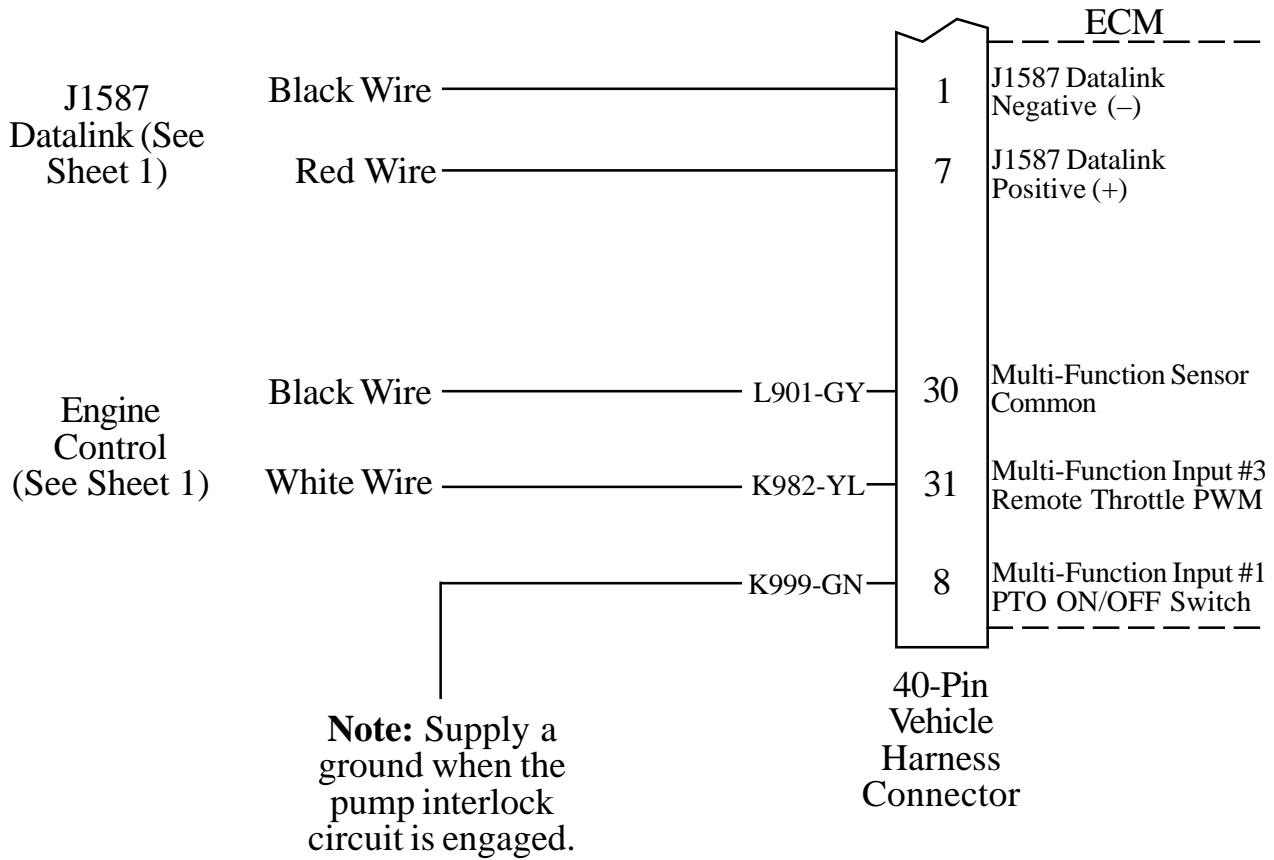 ECM
J1587
Datalink (See
Sheet 1)
Black Wire
1
J1587 Datalink
Negative (–)
Red Wire
7
J1587 Datalink
Positive (+)
Engine
Control
(See Sheet 1)
Black Wire
L901-GY
30
Multi-Function Sensor
Common
White Wire
K982-YL
31
Multi-Function Input #3
Remote Throttle PWM
K999-GN
8
Multi-Function Input #1
PTO ON/OFF Switch
Note: Supply a
ground when the
pump interlock
circuit is engaged.
40-Pin
Vehicle
Harness
Connector